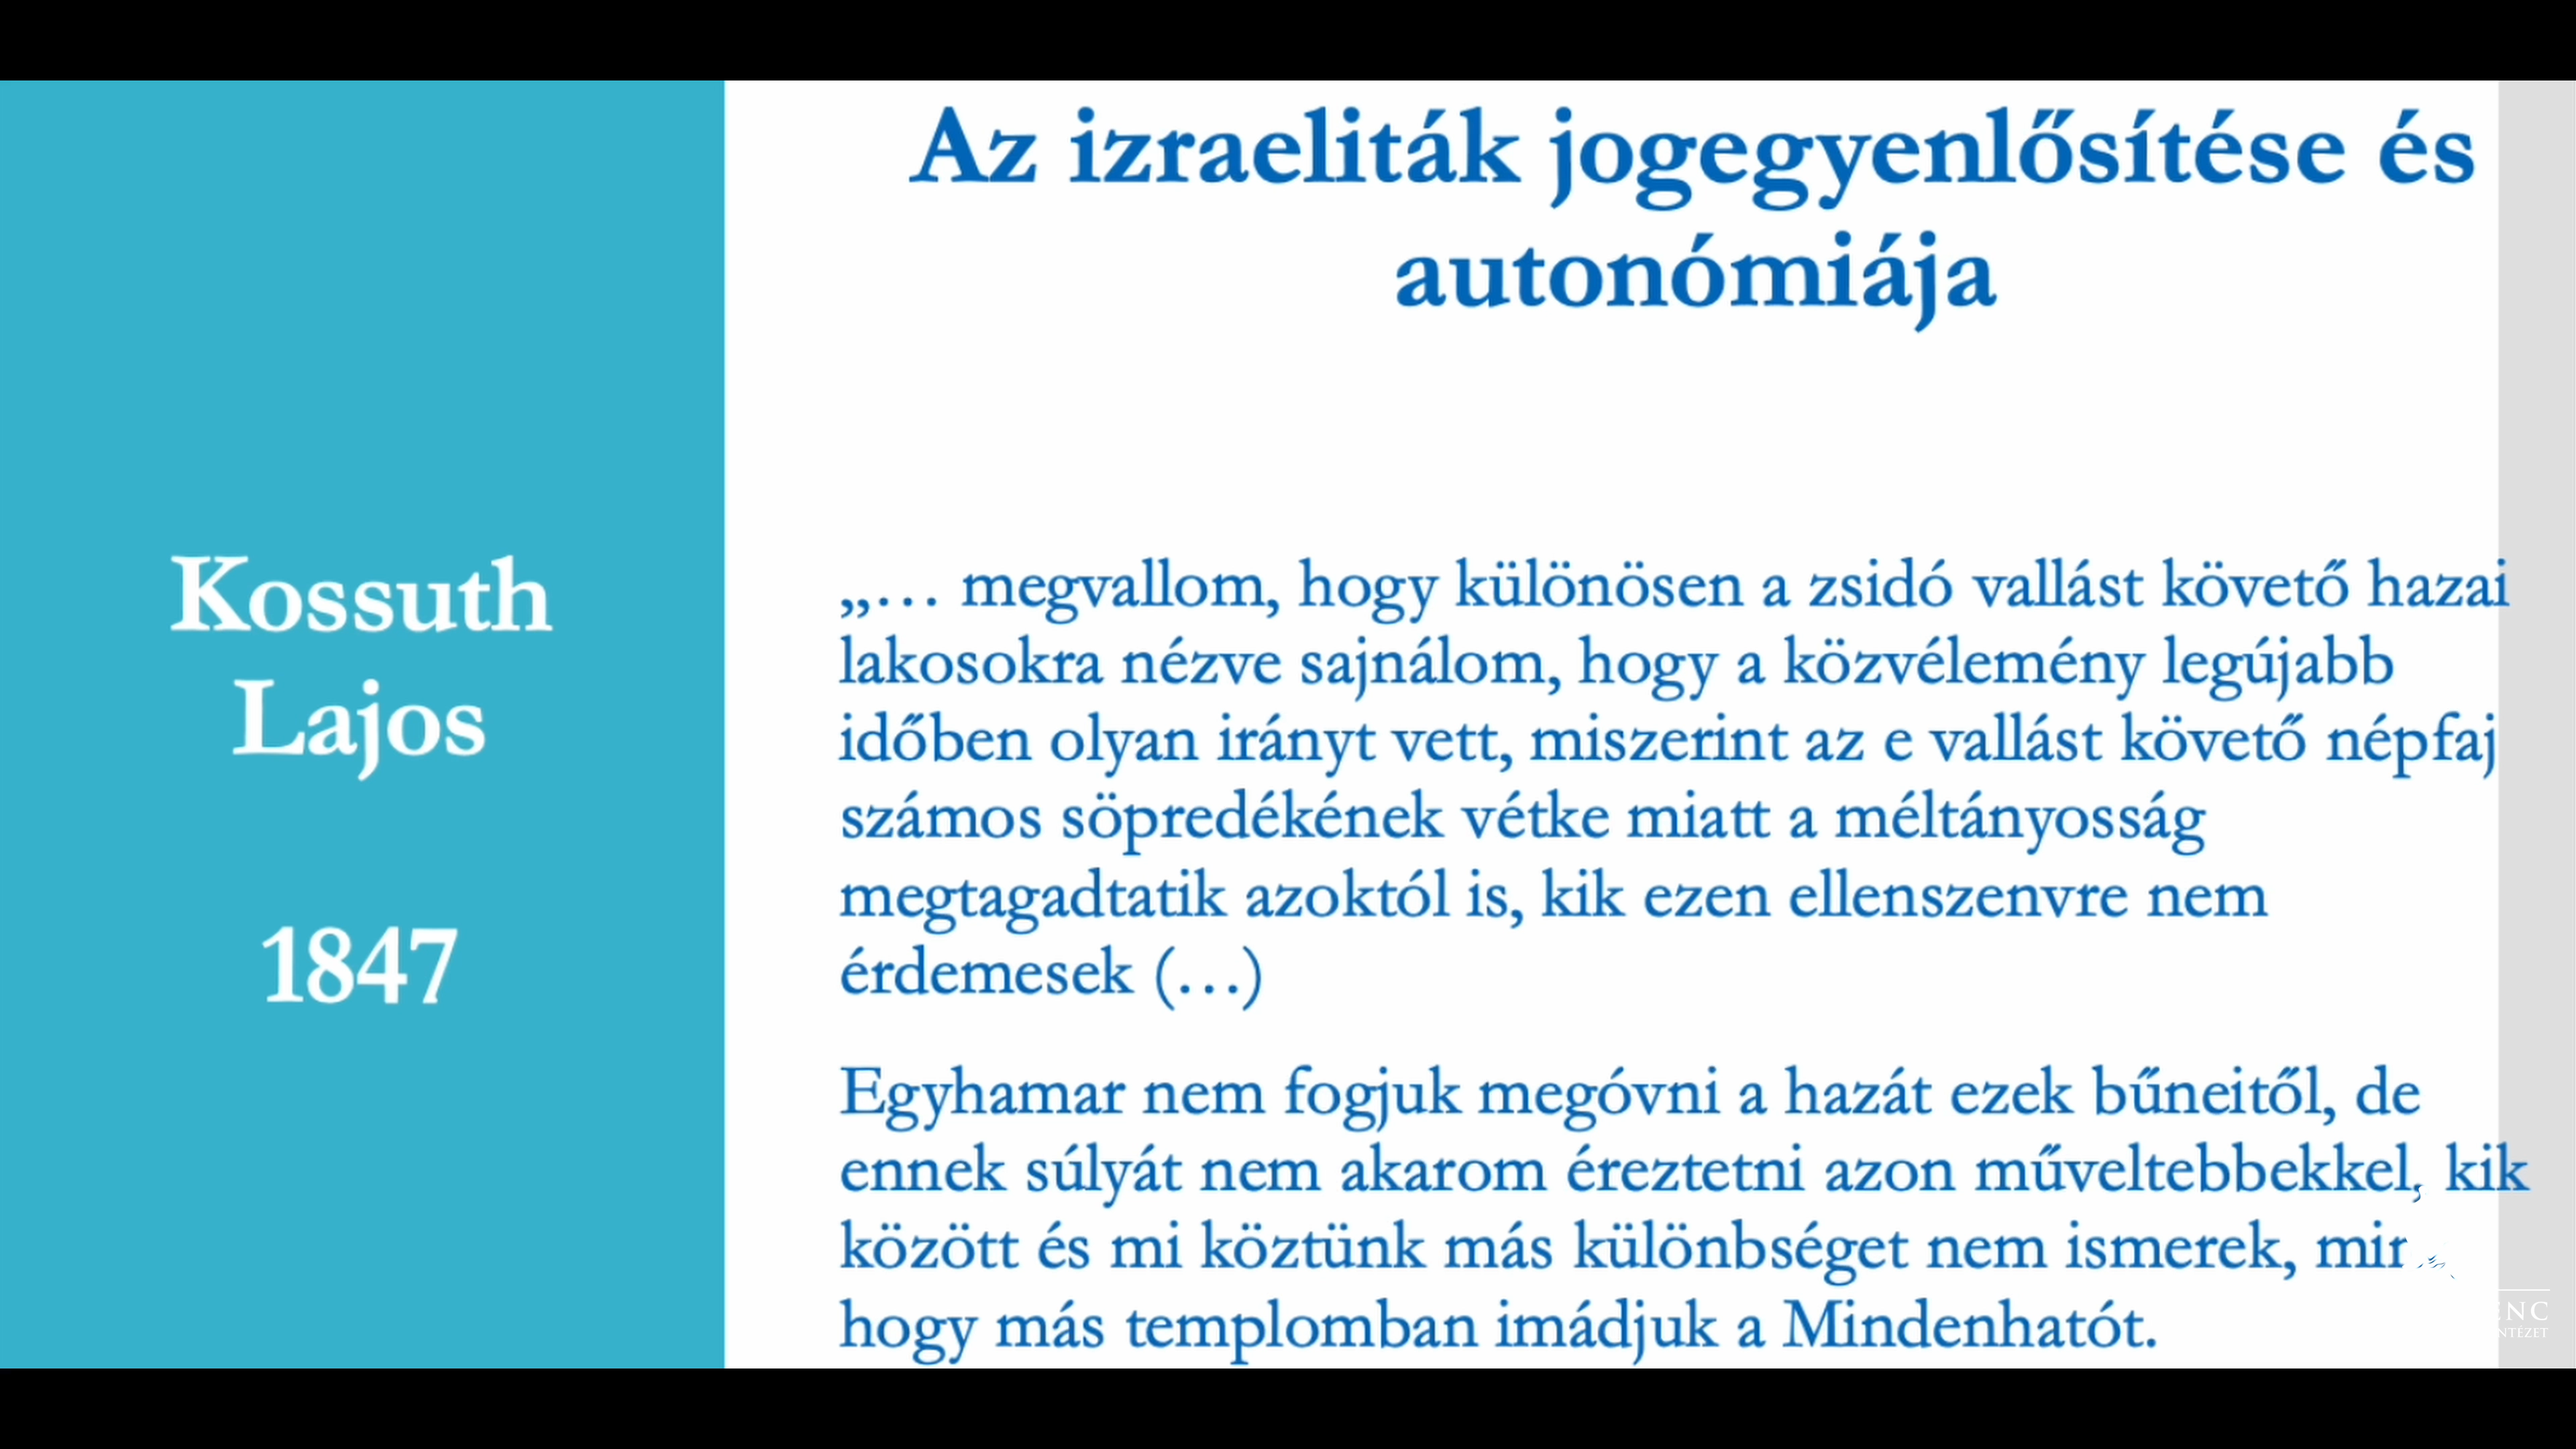 Az izraeliták jogegyenlősítése és
autonómiája
Kossuth
Lajos
1847
„… megvallom, hogy különösen a zsidó vallást követő hazai
lakosokra nézve sajnálom, hogy a közvélemény legújabb
időben olyan irányt vett, miszerint az e vallást követő népfaj
számos söpredékének vétke miatt a méltányosság
megtagadtatik azoktól is, kik ezen ellenszenvre nem
érdemesek (…)
Egyhamar nem fogjuk megóvni a hazát ezek bűneitől, de
ennek súlyát nem akarom éreztetni azon műveltebbekkel, kik
között és mi köztünk más különbséget nem ismerek,
hogy más templomban imádjuk a Mindenhatót.